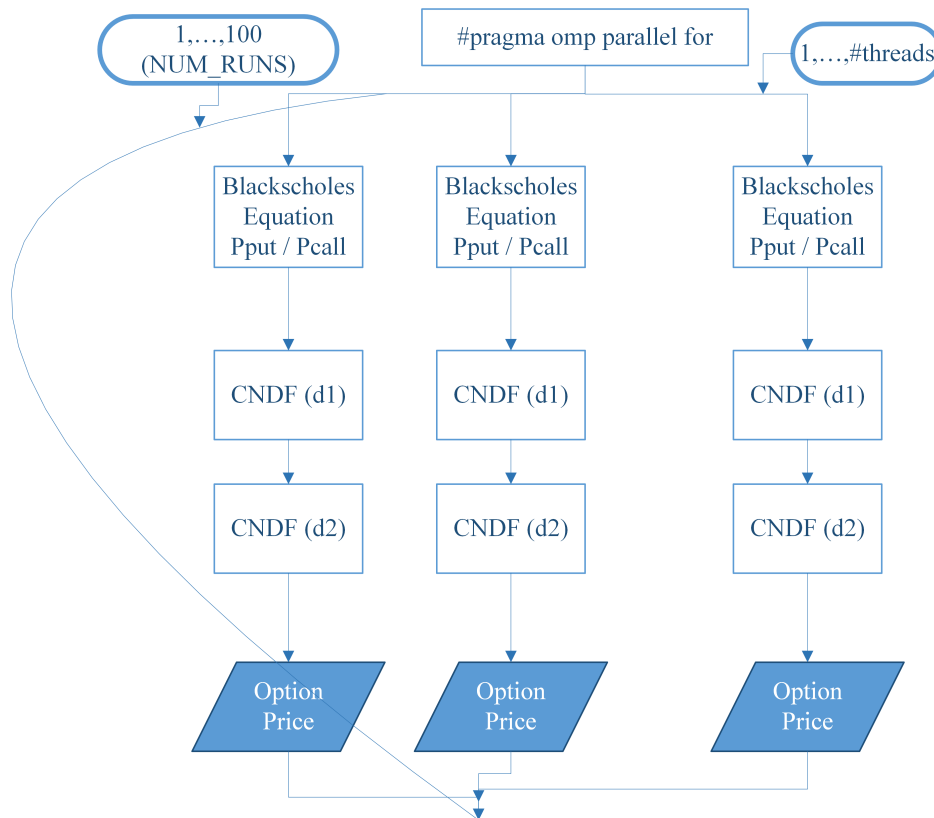 1,…,100
(NUM_RUNS)
#pragma omp parallel for
1,…,#threads
Blackscholes
Equation
Pput / Pcall
Blackscholes
Equation
Pput / Pcall
Blackscholes
Equation
Pput / Pcall
CNDF (d1)
CNDF (d1)
CNDF (d1)
CNDF (d2)
CNDF (d2)
CNDF (d2)
Option
Price
Option
Price
Option
Price